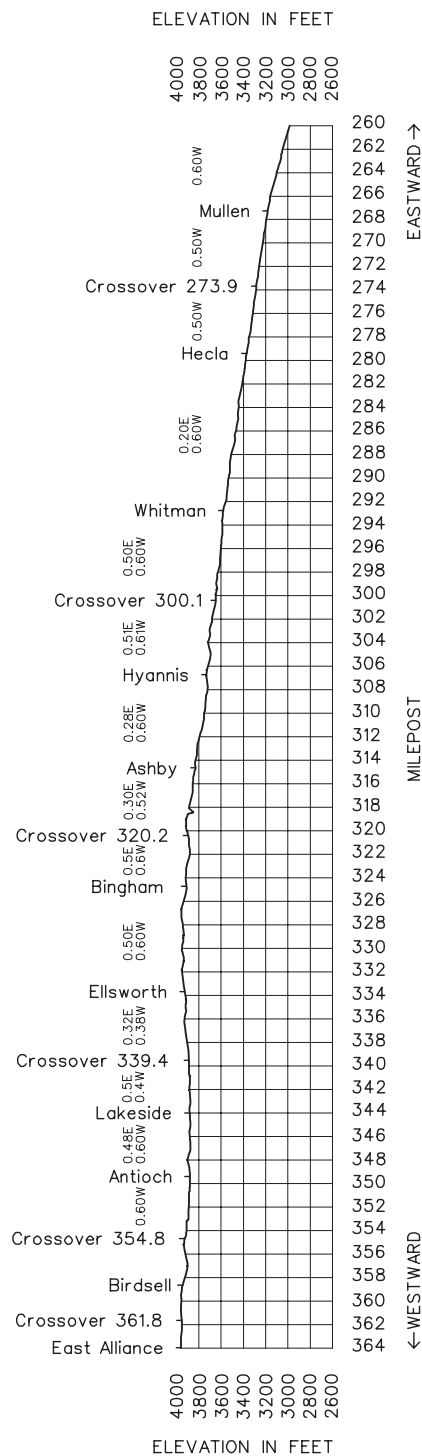 ELEVATION IN FEET
4000
3800
3600
3400
3200
3000
2800
2600
260
262
264
266
268
270
272
274
276
278
280
282
284
286
288
290
292
294
296
298
300
302
304
306
308
310
312
314
316
318
320
322
324
326
328
330
332
334
336
338
340
342
344
346
348
350
352
354
356
358
360
362
364
EASTWARD →
MILEPOST
← WESTWARD
0.60W
Mullen
0.50W
Crossover 273.9
0.50W
Hecla
0.20E
0.60W
Whitman
0.50E
0.60W
Crossover 300.1
0.51E
0.61W
Hyannis
0.28E
0.60W
Ashby
0.30E
0.52W
Crossover 320.2
0.5E
0.6W
Bingham
0.50E
0.60W
Ellsworth
0.32E
0.38W
Crossover 339.4
0.5E
0.4W
Lakeside
0.48E
0.60W
Antioch
0.60W
Crossover 354.8
Birdsell
Crossover 361.8
East Alliance
4000
3800
3600
3400
3200
3000
2800
2600
ELEVATION IN FEET